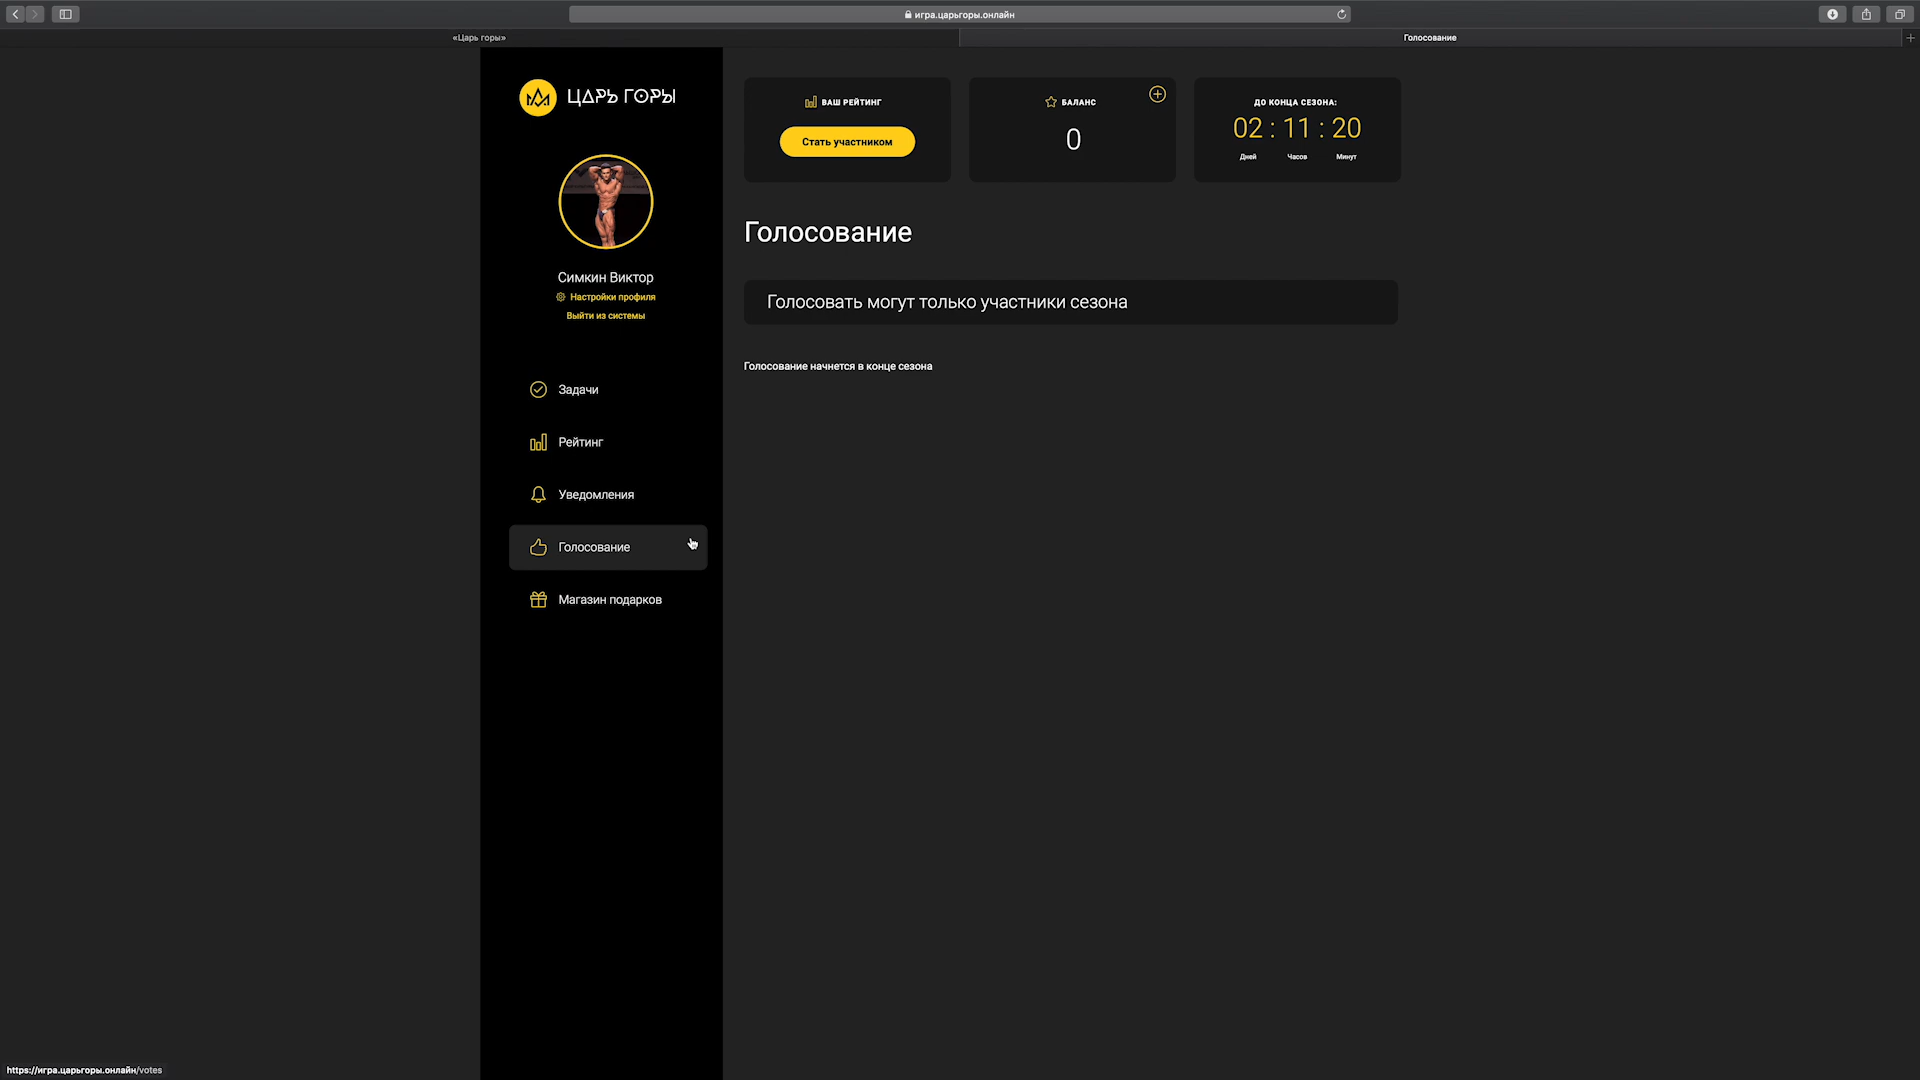 игра.царьгоры.онлайн
«Царь горы»
Голосование
ЦАРЬ ГОРЫ
Симкин Виктор
Настройки профиля
Выйти из системы
Задачи
Рейтинг
Уведомления
Голосование
Магазин подарков
ВАШ РЕЙТИНГ
Стать участником
БАЛАНС
0
ДО КОНЦА СЕЗОНА:
02 : 11 : 20
Дней Часов Минут
Голосование
Голосовать могут только участники сезона
Голосование начнется в конце сезона
https://игра.царьгоры.онлайн/votes